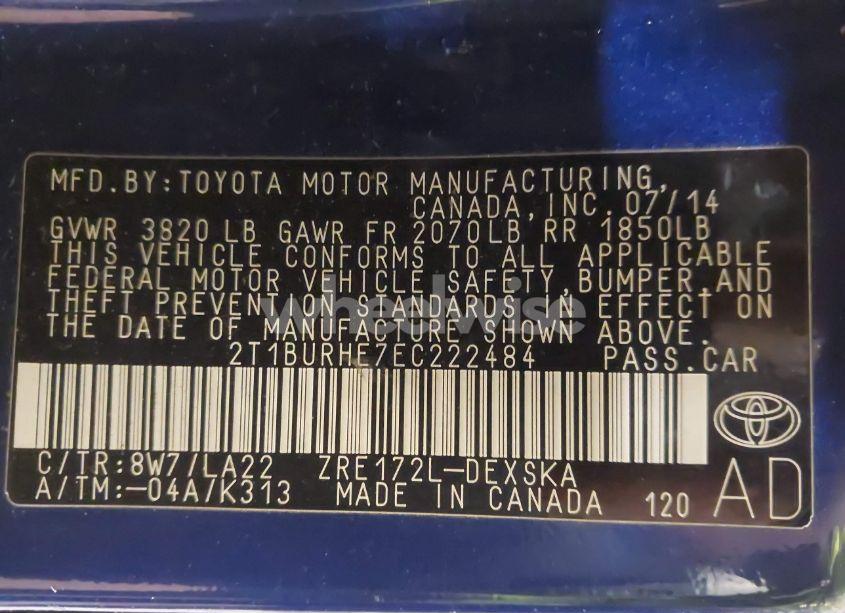 MFD.BY:TOYOTA MOTOR MANUFACTURING,
CANADA,INC. 07/14
GVWR 3820 LB GAWR FR 2070LB RR 1850LB
THIS VEHICLE CONFORMS TO ALL APPLICABLE
FEDERAL MOTOR VEHICLE SAFETY,BUMPER,AND
THEFT PREVENTION STANDARDS IN EFFECT ON
THE DATE OF MANUFACTURE SHOWN ABOVE.
wheelwise
2T1BURHE7EC222484 PASS.CAR
C/TR:8W7/LA22 ZRE172L-DEXSKA
A/TM:-04A/K313 MADE IN CANADA 120 AD